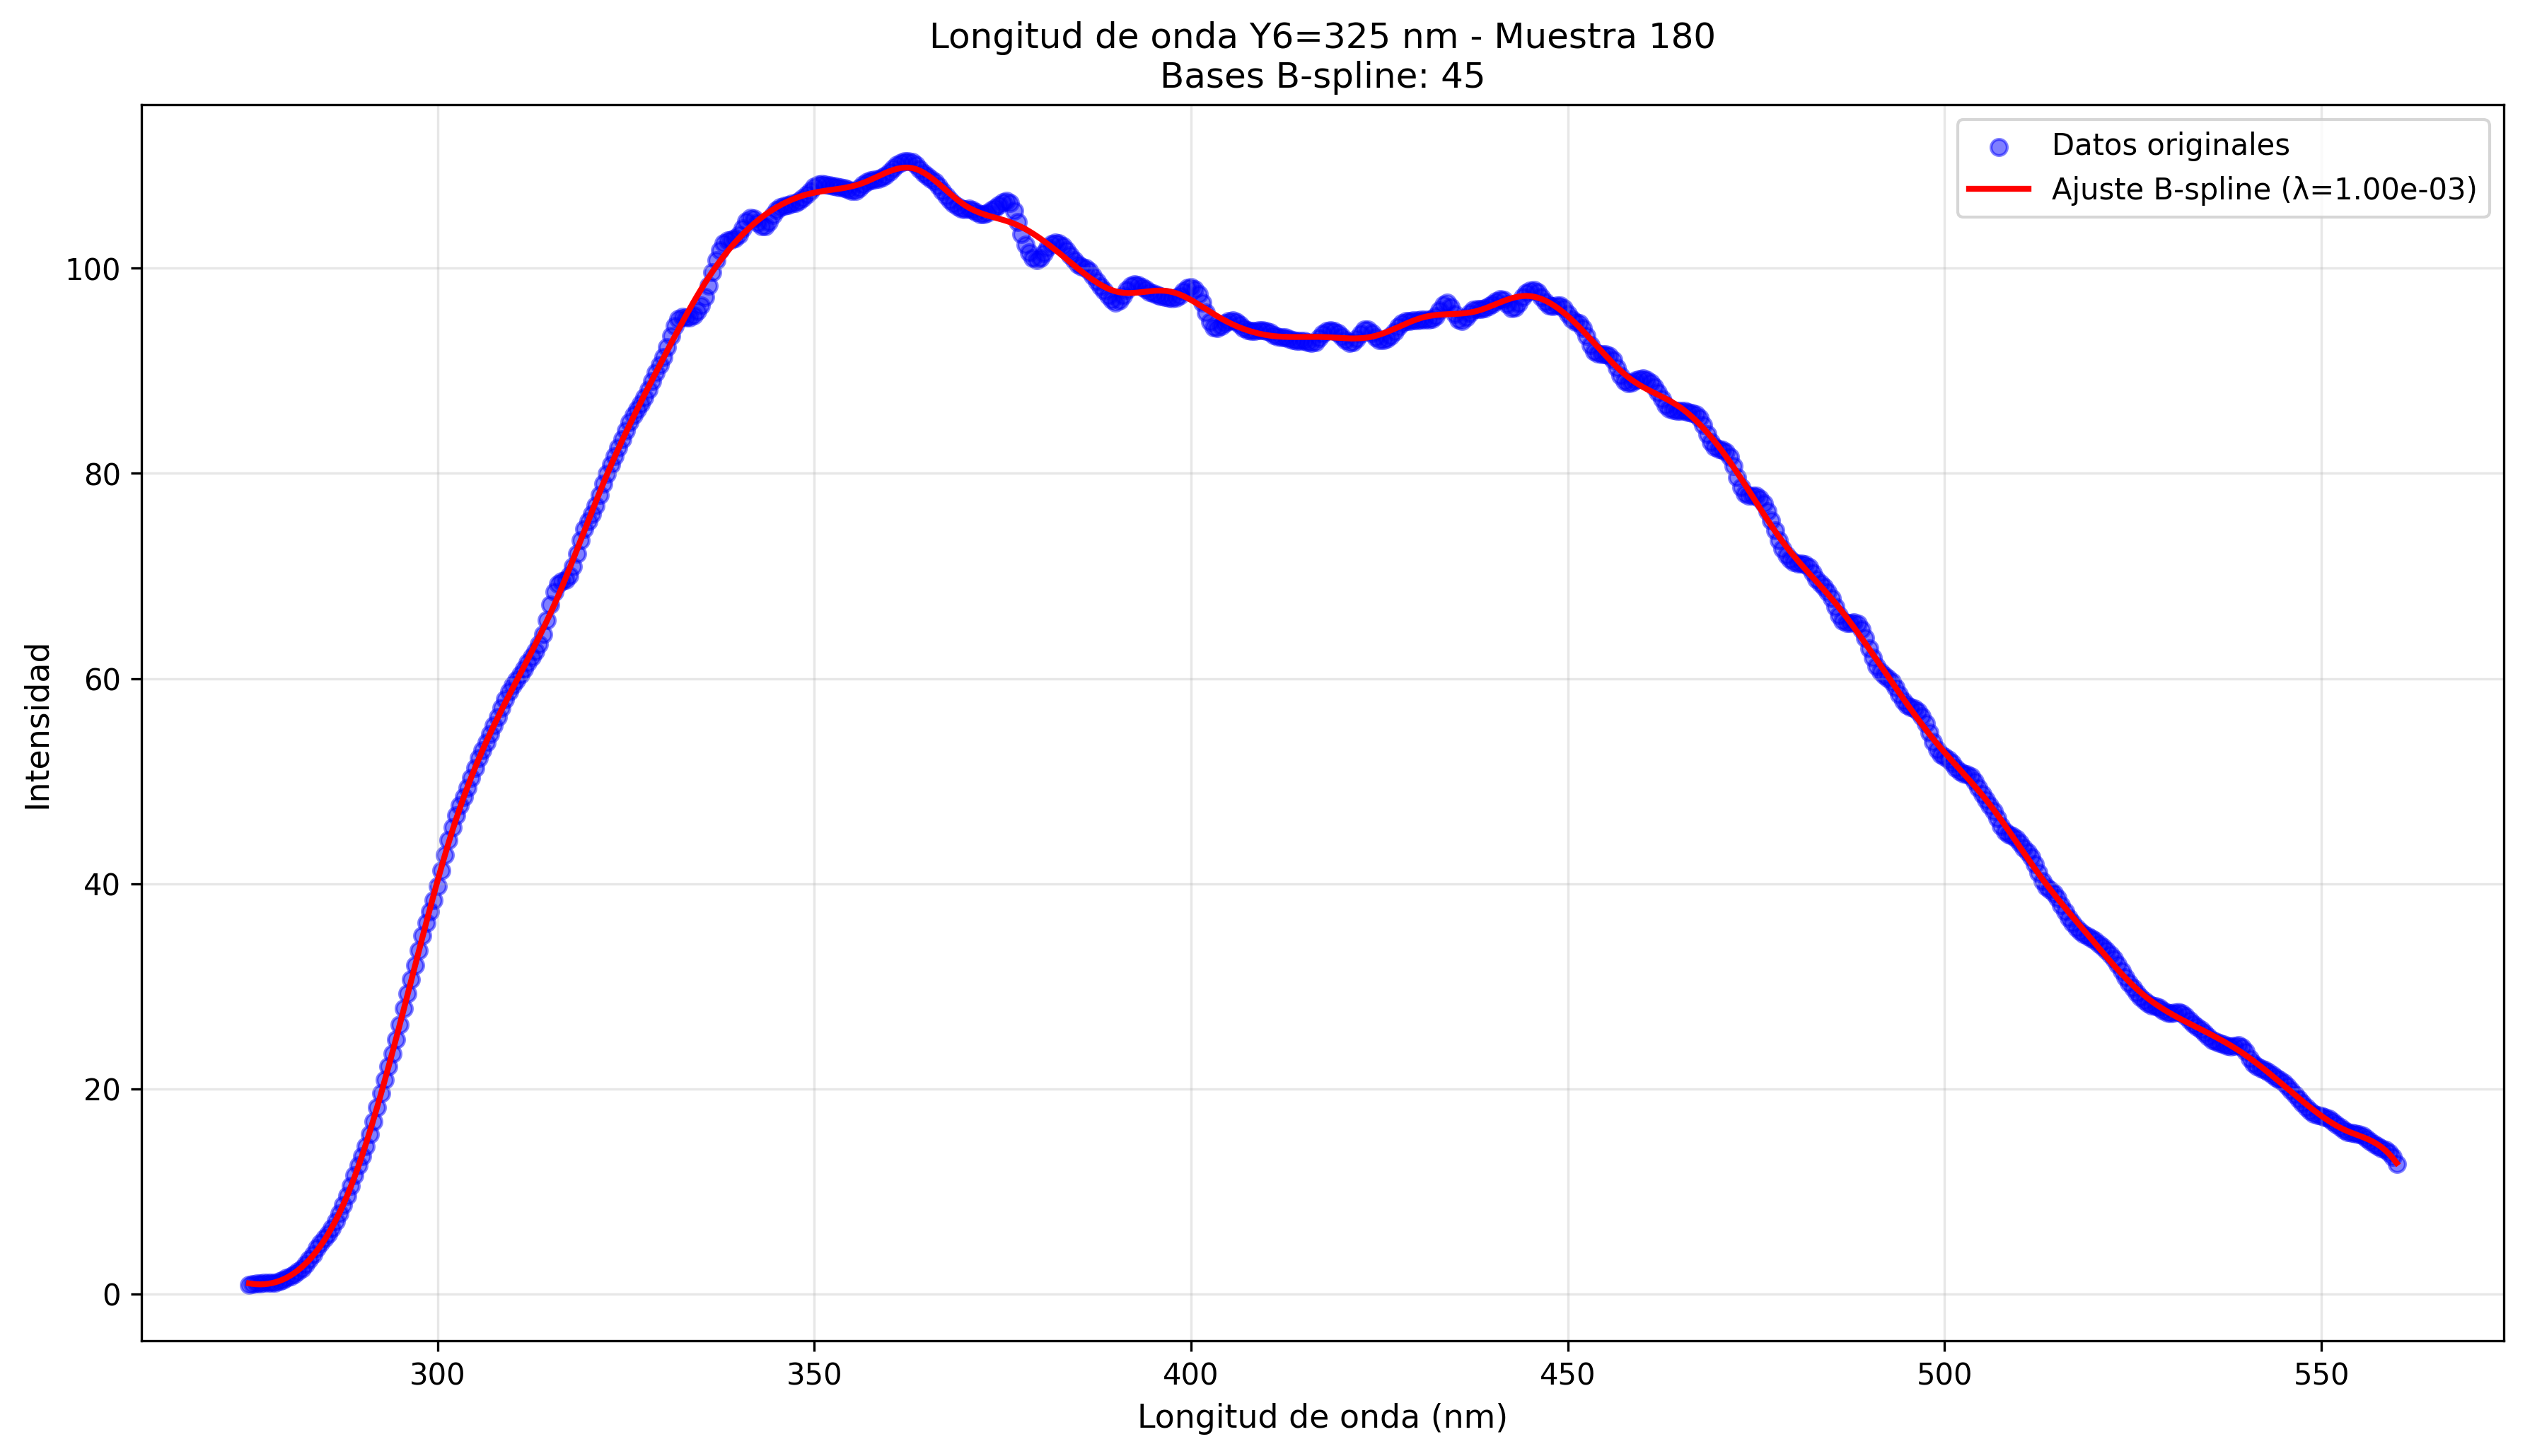 Longitud de onda Y6=325 nm - Muestra 180
Bases B-spline: 45
Datos originales
Ajuste B-spline (λ=1.00e-03)
Intensidad
100
80
60
40
20
0
300 350 400 450 500 550
Longitud de onda (nm)